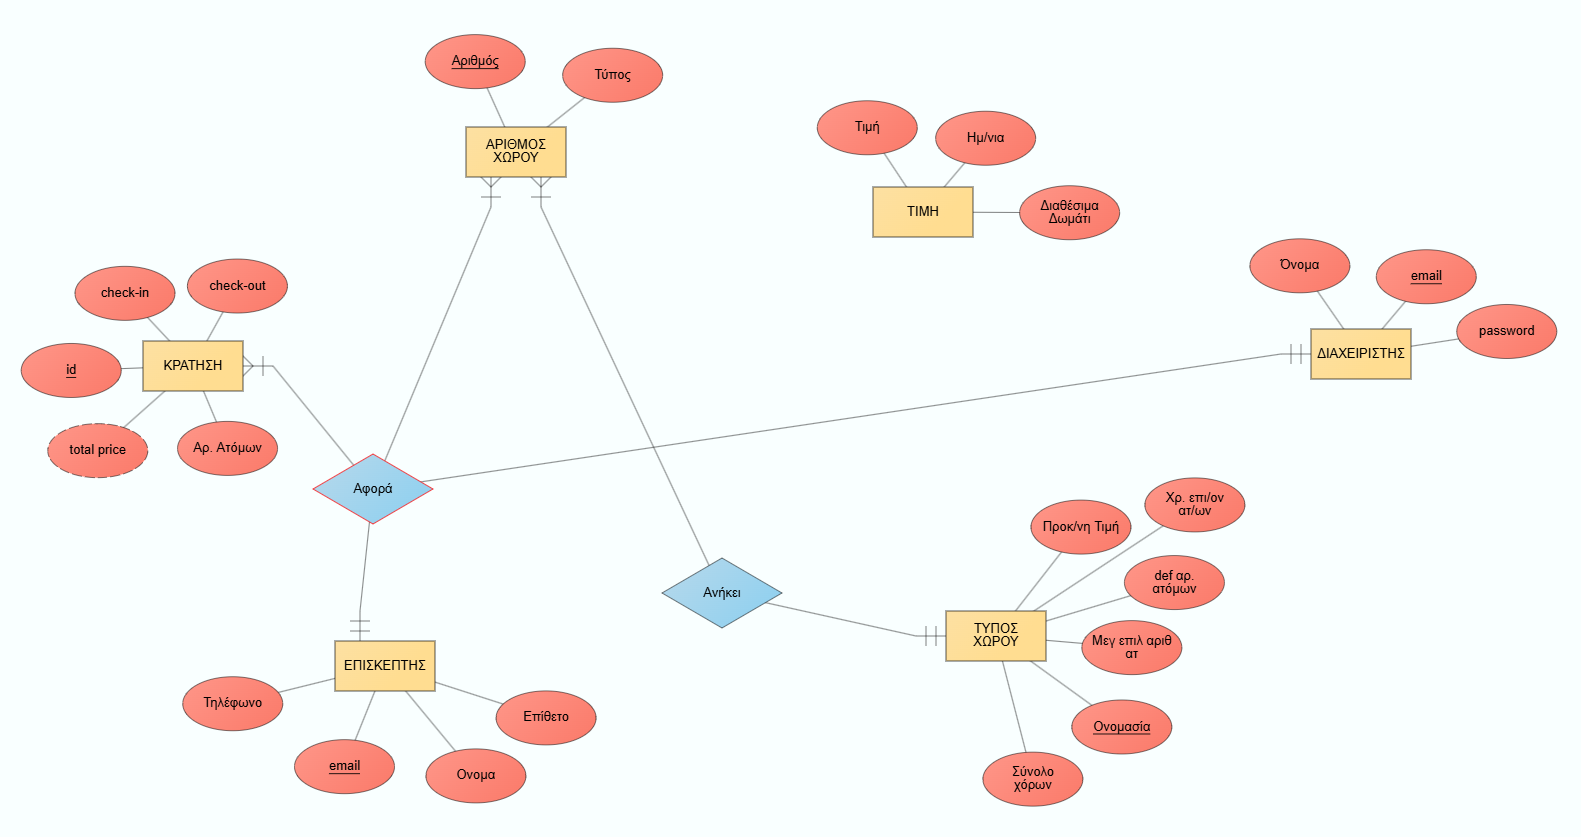 Αριθμός
Τύπος
ΑΡΙΘΜΟΣ
ΧΩΡΟΥ
Τιμή
Ημ/νια
ΤΙΜΗ
Διαθέσιμα
Δωμάτι
Όνομα
email
password
ΔΙΑΧΕΙΡΙΣΤΗΣ
check-in
check-out
ΚΡΑΤΗΣΗ
id
total price
Αρ. Ατόμων
Αφορά
Ανήκει
Προκ/νη Τιμή
Χρ. επι/ον
ατ/ων
def αρ.
ατόμων
ΤΥΠΟΣ
ΧΩΡΟΥ
Μεγ επιλ αριθ
ατ
Ονομασία
Σύνολο
χόρων
ΕΠΙΣΚΕΠΤΗΣ
Τηλέφωνο
Επίθετο
email
Ονομα